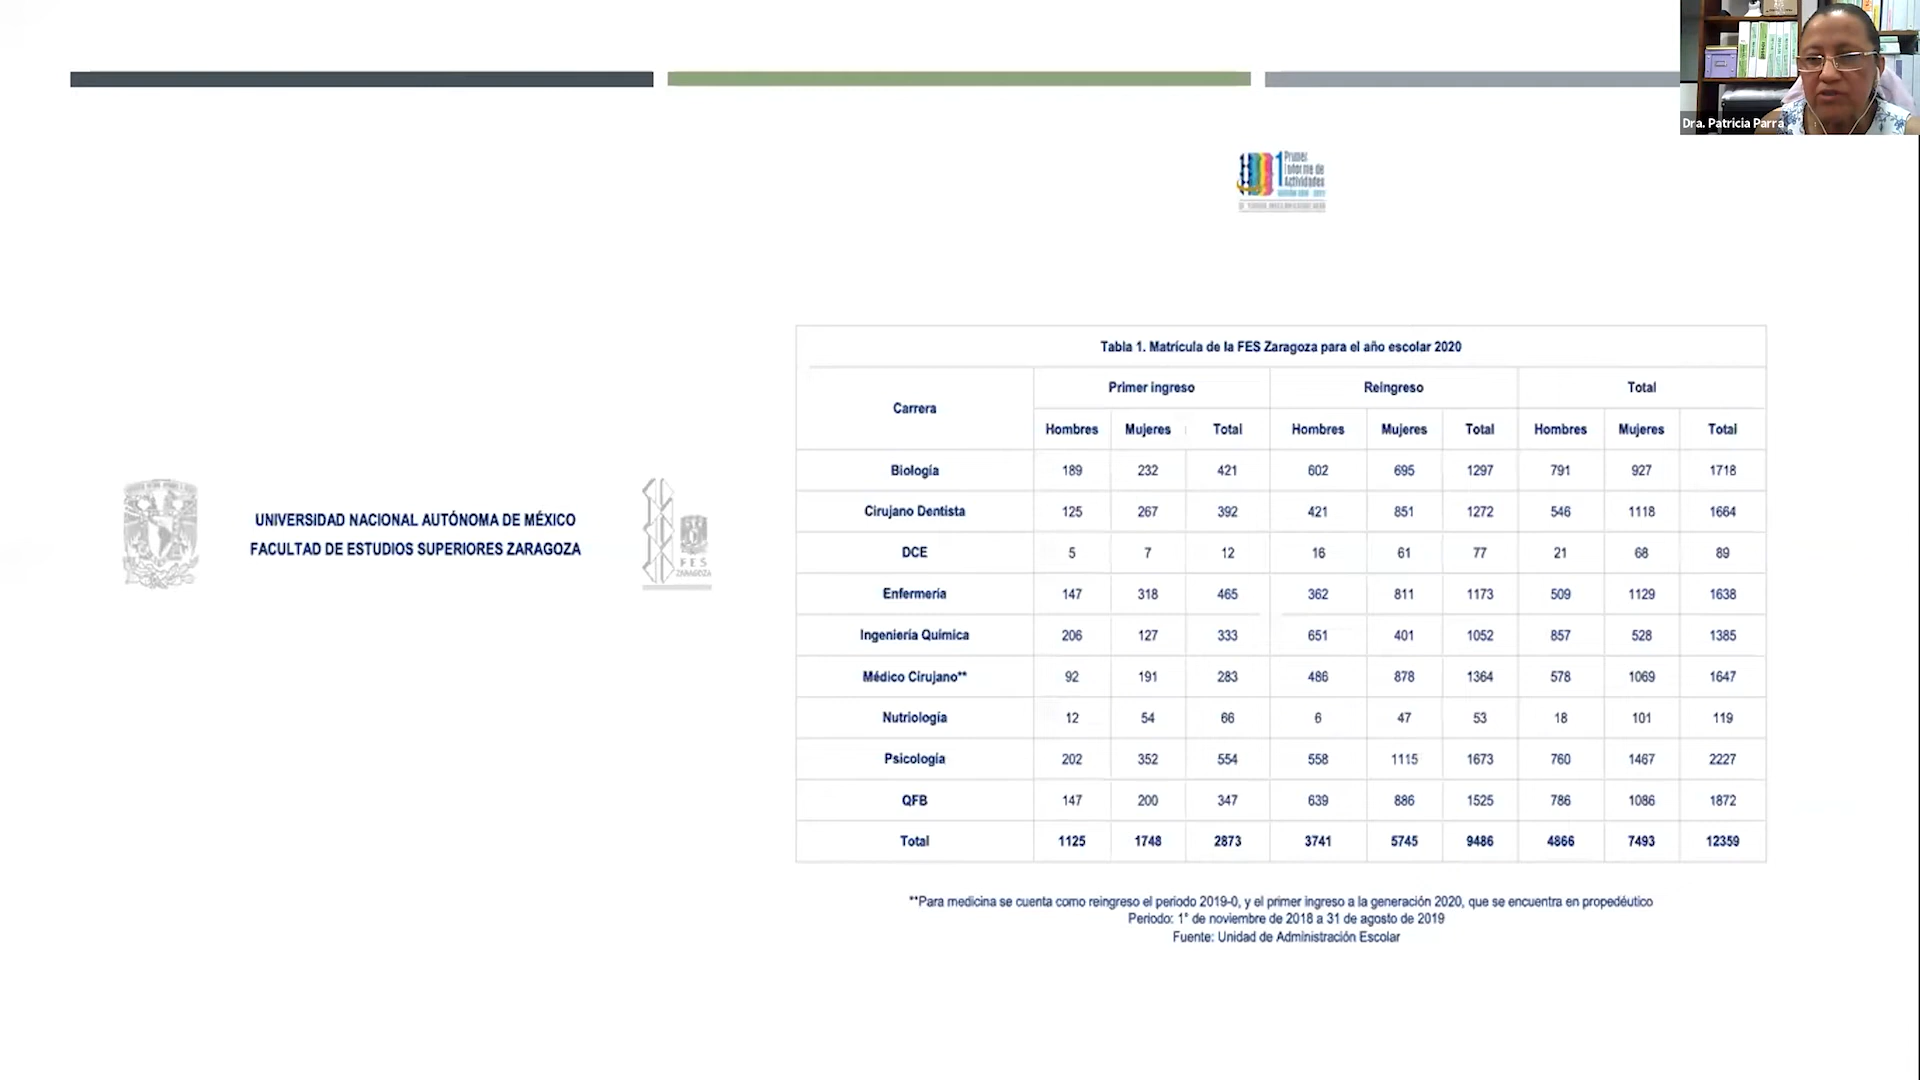 Dra. Patricia Parra
1 Primer
Informe de
Actividades
UNIVERSIDAD NACIONAL AUTÓNOMA DE MÉXICO
FACULTAD DE ESTUDIOS SUPERIORES ZARAGOZA
FES
ZARAGOZA
Tabla 1. Matrícula de la FES Zaragoza para el año escolar 2020
Carrera Primer ingreso Reingreso Total
Hombres Mujeres Total Hombres Mujeres Total Hombres Mujeres Total
Biología 189 232 421 602 695 1297 791 927 1718
Cirujano Dentista 125 267 392 421 851 1272 546 1118 1664
DCE 5 7 12 16 61 77 21 68 89
Enfermería 147 318 465 362 811 1173 509 1129 1638
Ingeniería Química 206 127 333 651 401 1052 857 528 1385
Médico Cirujano** 92 191 283 486 878 1364 578 1069 1647
Nutriología 12 54 66 6 47 53 18 101 119
Psicología 202 352 554 558 1115 1673 760 1467 2227
QFB 147 200 347 639 886 1525 786 1086 1872
Total 1125 1748 2873 3741 5745 9486 4866 7493 12359
**Para medicina se cuenta como reingreso el periodo 2019-0, y el primer ingreso a la generación 2020, que se encuentra en propedéutico
Periodo: 1° de noviembre de 2018 a 31 de agosto de 2019
Fuente: Unidad de Administración Escolar